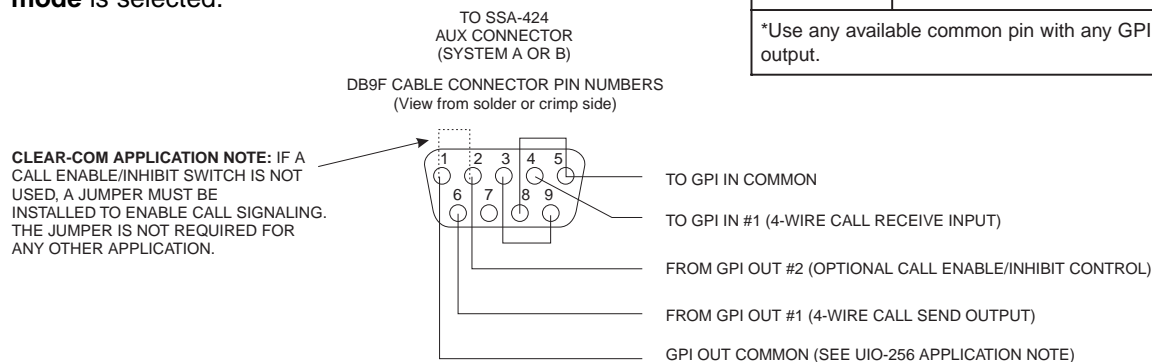 mode is selected.
TO SSA-424
AUX CONNECTOR
(SYSTEM A OR B)
DB9F CABLE CONNECTOR PIN NUMBERS
(View from solder or crimp side)
*Use any available common pin with any GPI
output.
CLEAR-COM APPLICATION NOTE: IF A
CALL ENABLE/INHIBIT SWITCH IS NOT
USED, A JUMPER MUST BE
INSTALLED TO ENABLE CALL SIGNALING.
THE JUMPER IS NOT REQUIRED FOR
ANY OTHER APPLICATION.
1 2 3 4 5
6 7 8 9
TO GPI IN COMMON
TO GPI IN #1 (4-WIRE CALL RECEIVE INPUT)
FROM GPI OUT #2 (OPTIONAL CALL ENABLE/INHIBIT CONTROL)
FROM GPI OUT #1 (4-WIRE CALL SEND OUTPUT)
GPI OUT COMMON (SEE UIO-256 APPLICATION NOTE)